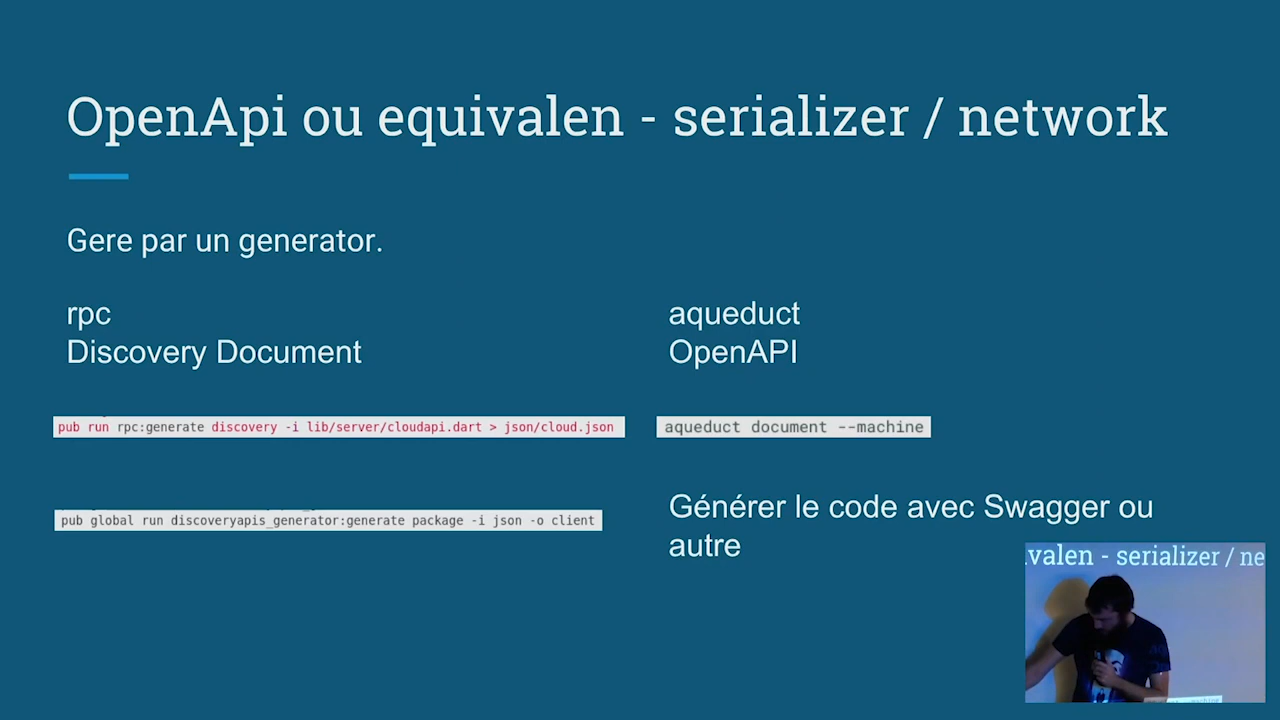 OpenApi ou equivalen - serializer / network
Gere par un generator.
rpc
Discovery Document
pub run rpc:generate discovery -i lib/server/cloudapi.dart > json/cloud.json
pub global run discoveryapis_generator:generate package -i json -o client
aqueduct
OpenAPI
aqueduct document --machine
Générer le code avec Swagger ou
autre
ivalen - serializer / ne